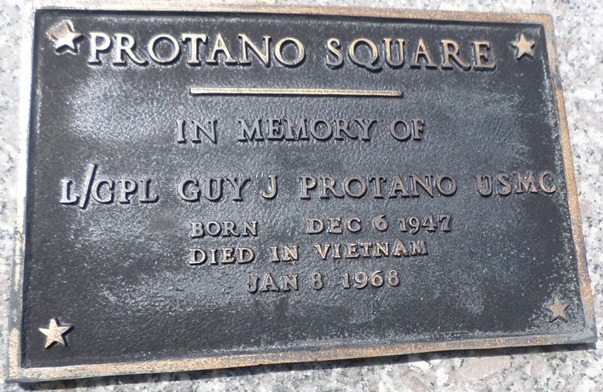 PROTANO SQUARE
IN MEMORY OF
L/CPL GUY J PROTANO USMC
BORN DEC 6 1947
DIED IN VIETNAM
JAN 8 1968